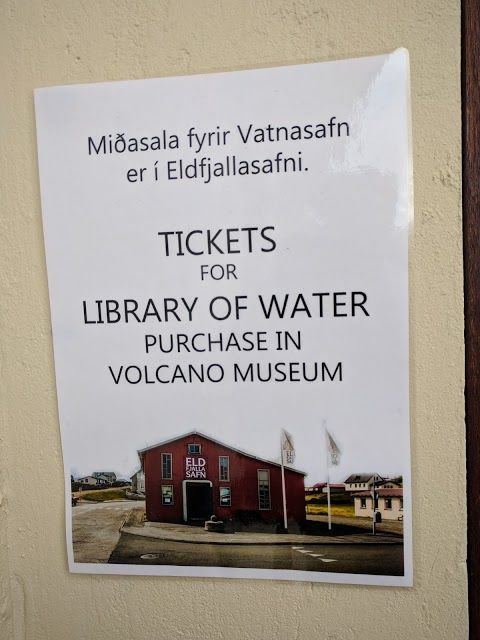 Miðasala fyrir Vatnasafn
er í Eldfjallasafni.
TICKETS
FOR
LIBRARY OF WATER
PURCHASE IN
VOLCANO MUSEUM
ELD
FJALLA
SAFN